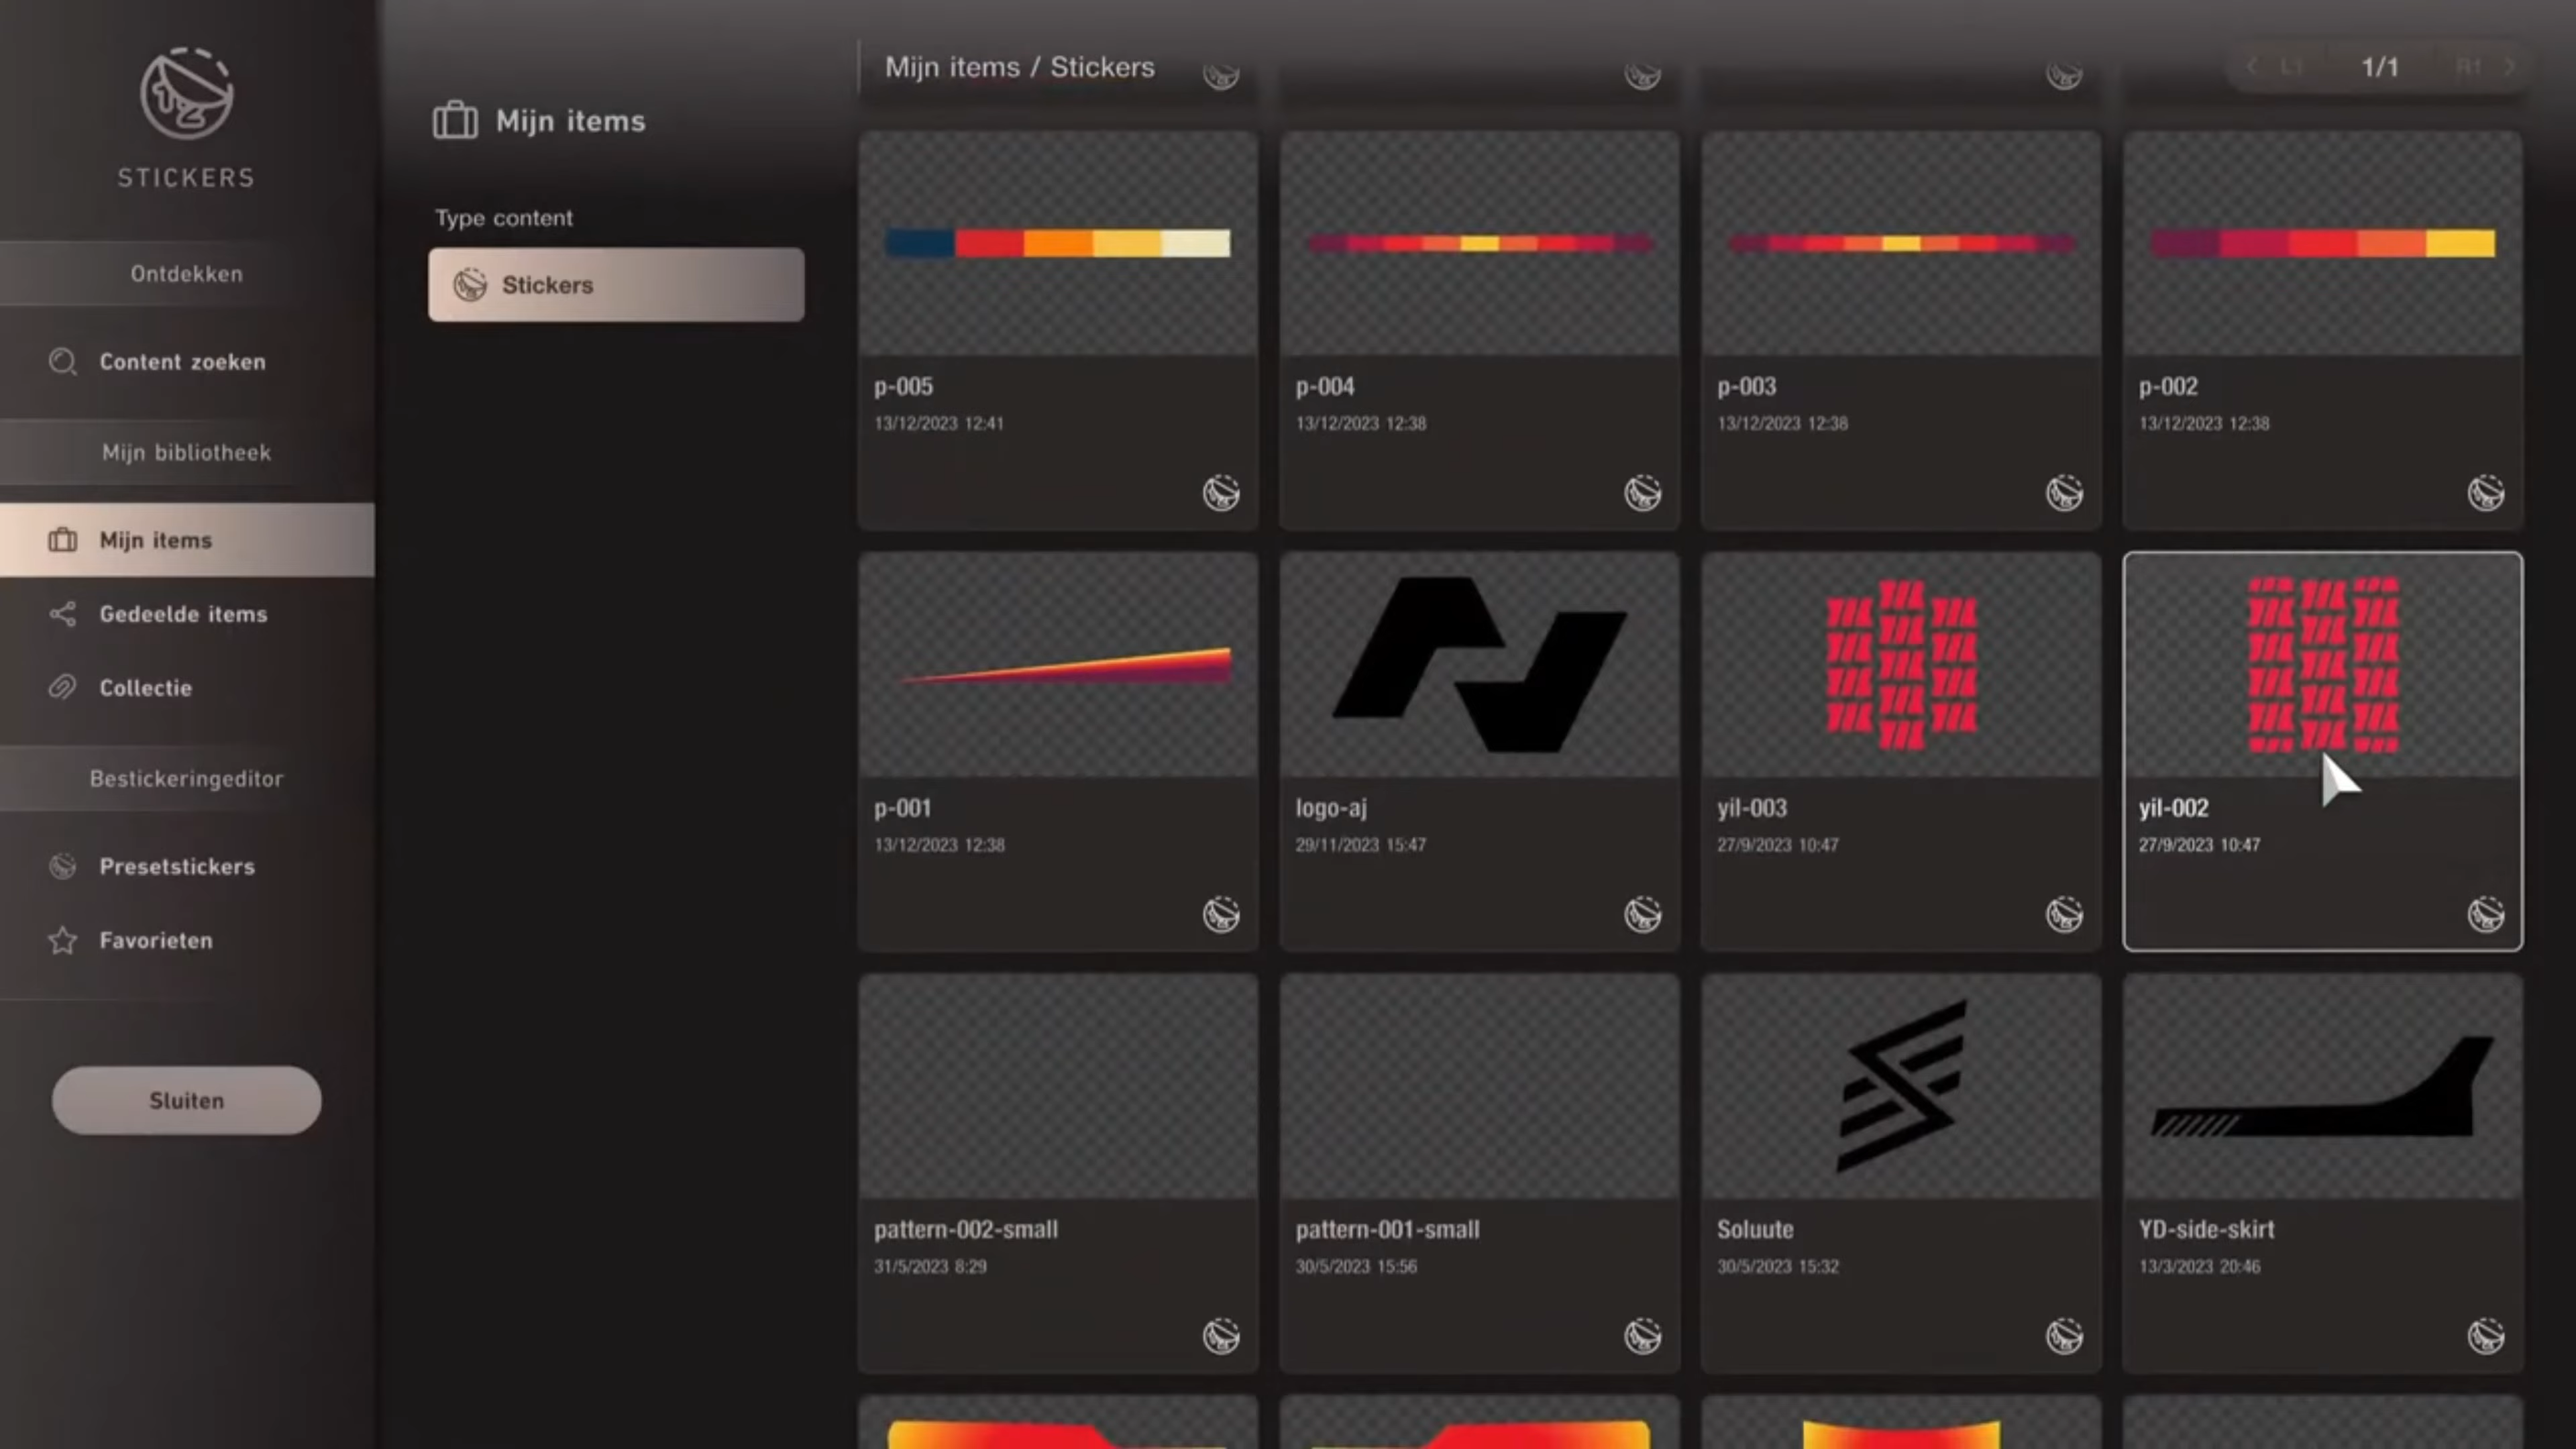 STICKERS
Ontdekken
Content zoeken
Mijn bibliotheek
Mijn items
Gedeelde items
Collectie
Bestickeringeditor
Presetstickers
Favorieten
Sluiten
Mijn items
Type content
Stickers
Mijn items / Stickers
L1 1/1 R1
p-005
13/12/2023 12:41
p-004
13/12/2023 12:38
p-003
13/12/2023 12:38
p-002
13/12/2023 12:38
p-001
13/12/2023 12:38
logo-aj
29/11/2023 15:47
yil-003
27/9/2023 10:47
yil-002
27/9/2023 10:47
pattern-002-small
31/5/2023 8:29
pattern-001-small
30/5/2023 15:56
Soluute
30/5/2023 15:32
YD-side-skirt
13/3/2023 20:46